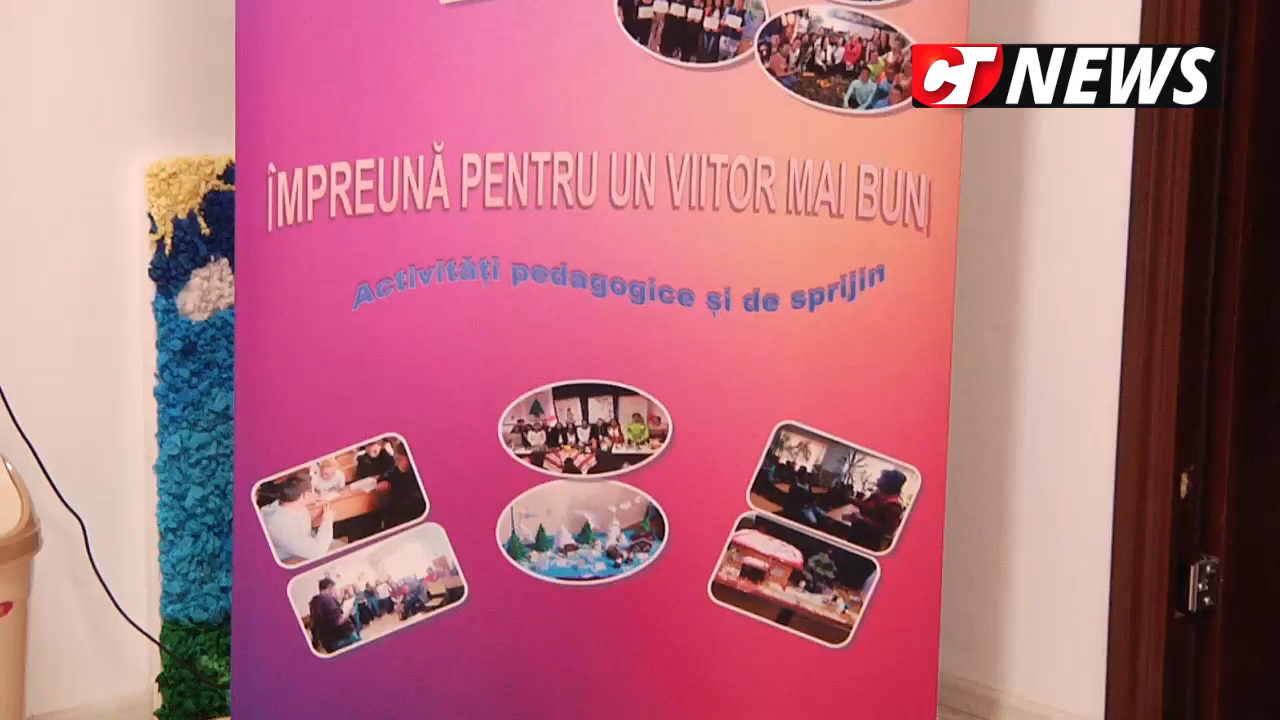 CT NEWS
ÎMPREUNĂ PENTRU UN VIITOR MAI BUN!
Activități pedagogice și de sprijin